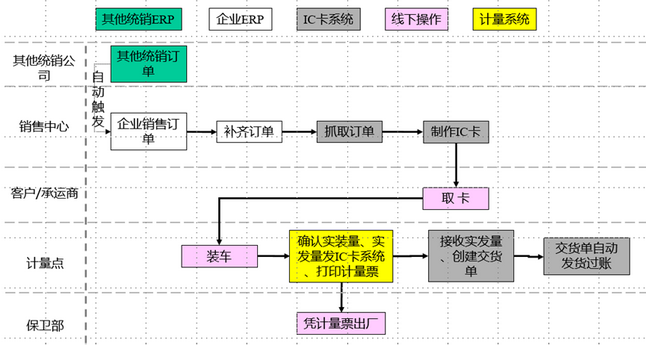 其他统销ERP
企业ERP
IC卡系统
线下操作
计量系统
其他统销公
司
其他统销订
单
自
动
触
发
销售中心
企业销售订
单
补齐订单
抓取订单
制作IC卡
客户/承运商
取 卡
计量点
装车
确认实装量、实
发量发IC卡系统
、打印计量票
接收实发量
、创建交货
单
交货单自动
发货过账
保卫部
凭计量票出厂